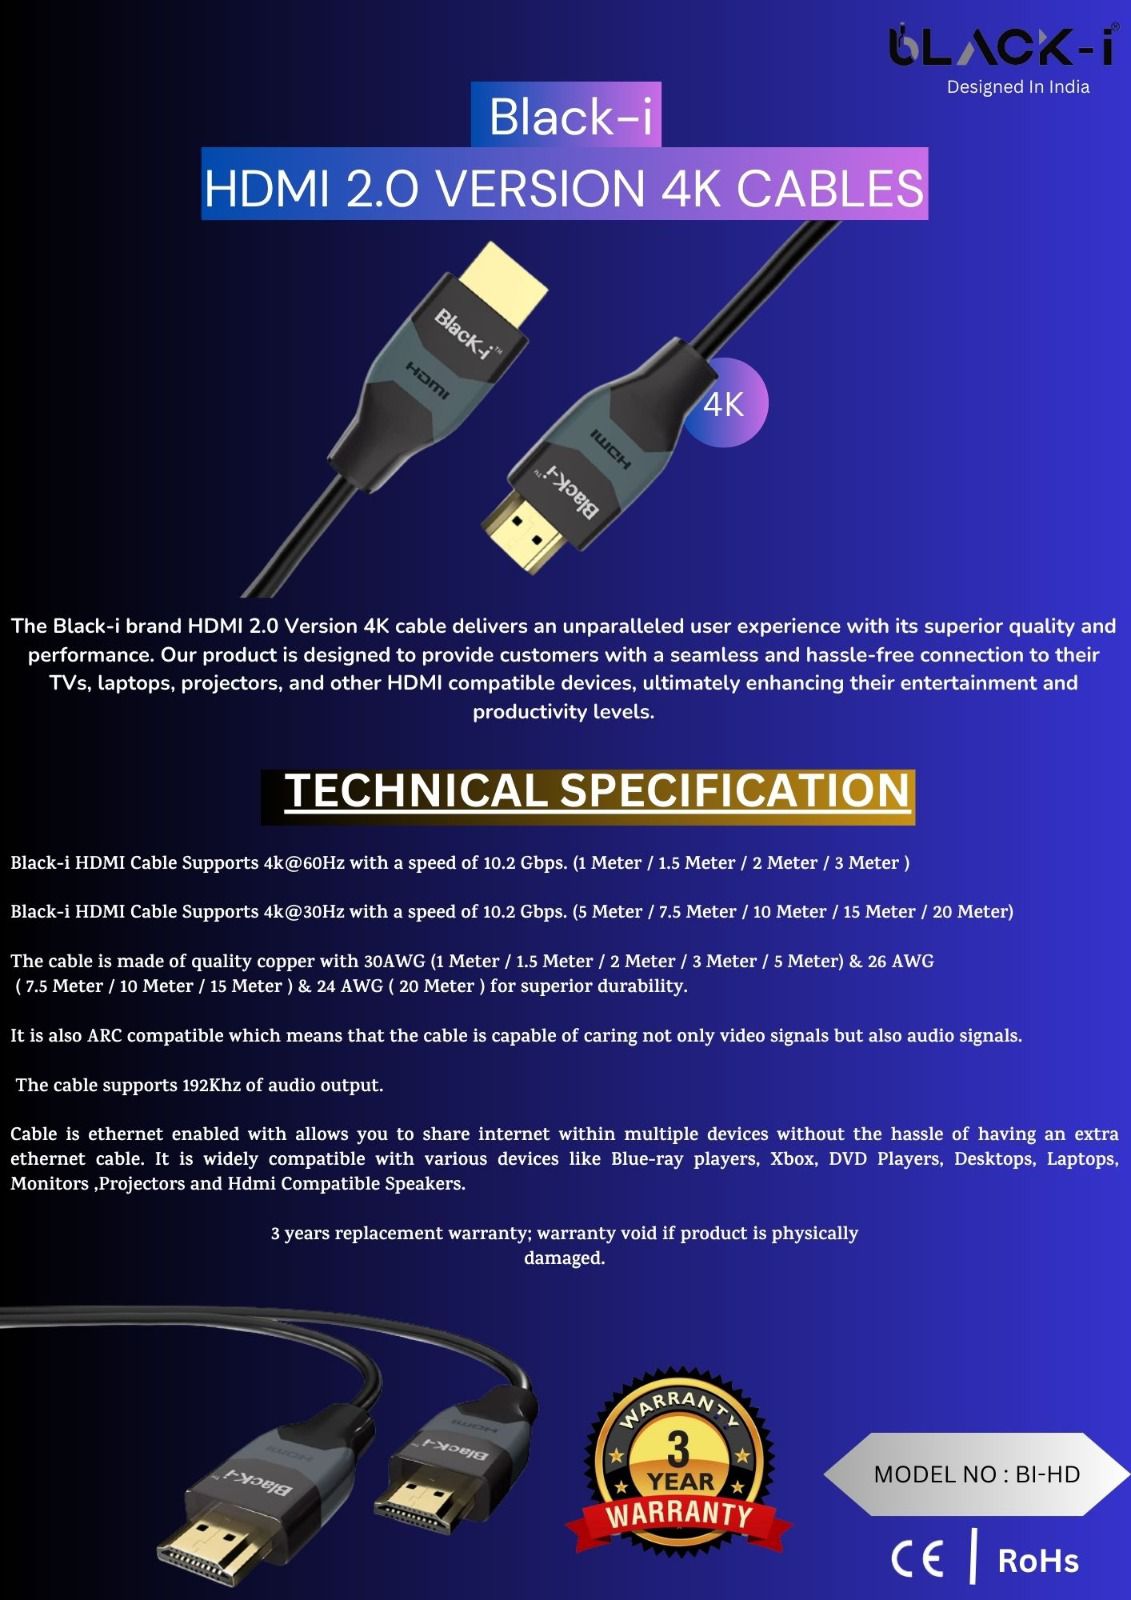 bLACK-i®
Designed In India
Black-i
HDMI 2.0 VERSION 4K CABLES
Black-i™
HDMI
4K
HDMI
Black-i™
The Black-i brand HDMI 2.0 Version 4K cable delivers an unparalleled user experience with its superior quality and
performance. Our product is designed to provide customers with a seamless and hassle-free connection to their
TVs, laptops, projectors, and other HDMI compatible devices, ultimately enhancing their entertainment and
productivity levels.
TECHNICAL SPECIFICATION
Black-i HDMI Cable Supports 4k@60Hz with a speed of 10.2 Gbps. (1 Meter / 1.5 Meter / 2 Meter / 3 Meter )
Black-i HDMI Cable Supports 4k@30Hz with a speed of 10.2 Gbps. (5 Meter / 7.5 Meter / 10 Meter / 15 Meter / 20 Meter)
The cable is made of quality copper with 30AWG (1 Meter / 1.5 Meter / 2 Meter / 3 Meter / 5 Meter) & 26 AWG
( 7.5 Meter / 10 Meter / 15 Meter ) & 24 AWG ( 20 Meter ) for superior durability.
It is also ARC compatible which means that the cable is capable of caring not only video signals but also audio signals.
The cable supports 192Khz of audio output.
Cable is ethernet enabled with allows you to share internet within multiple devices without the hassle of having an extra
ethernet cable. It is widely compatible with various devices like Blue-ray players, Xbox, DVD Players, Desktops, Laptops,
Monitors ,Projectors and Hdmi Compatible Speakers.
3 years replacement warranty; warranty void if product is physically
damaged.
HDMI
Black-i™
HDMI
Black-i™
WARRANTY
3
YEAR
WARRANTY
MODEL NO : BI-HD
CE | RoHs